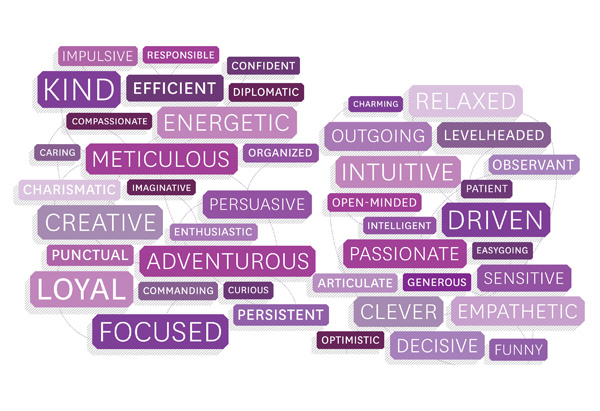 IMPULSIVE
RESPONSIBLE
CONFIDENT
KIND
EFFICIENT
DIPLOMATIC
COMPASSIONATE
ENERGETIC
CARING
METICULOUS
ORGANIZED
CHARISMATIC
IMAGINATIVE
PERSUASIVE
CREATIVE
ENTHUSIASTIC
PUNCTUAL
ADVENTUROUS
LOYAL
COMMANDING
CURIOUS
PERSISTENT
FOCUSED
CHARMING
RELAXED
OUTGOING
LEVELHEADED
INTUITIVE
OBSERVANT
PATIENT
OPEN-MINDED
INTELLIGENT
DRIVEN
PASSIONATE
EASYGOING
ARTICULATE
GENEROUS
SENSITIVE
CLEVER
EMPATHETIC
OPTIMISTIC
DECISIVE
FUNNY